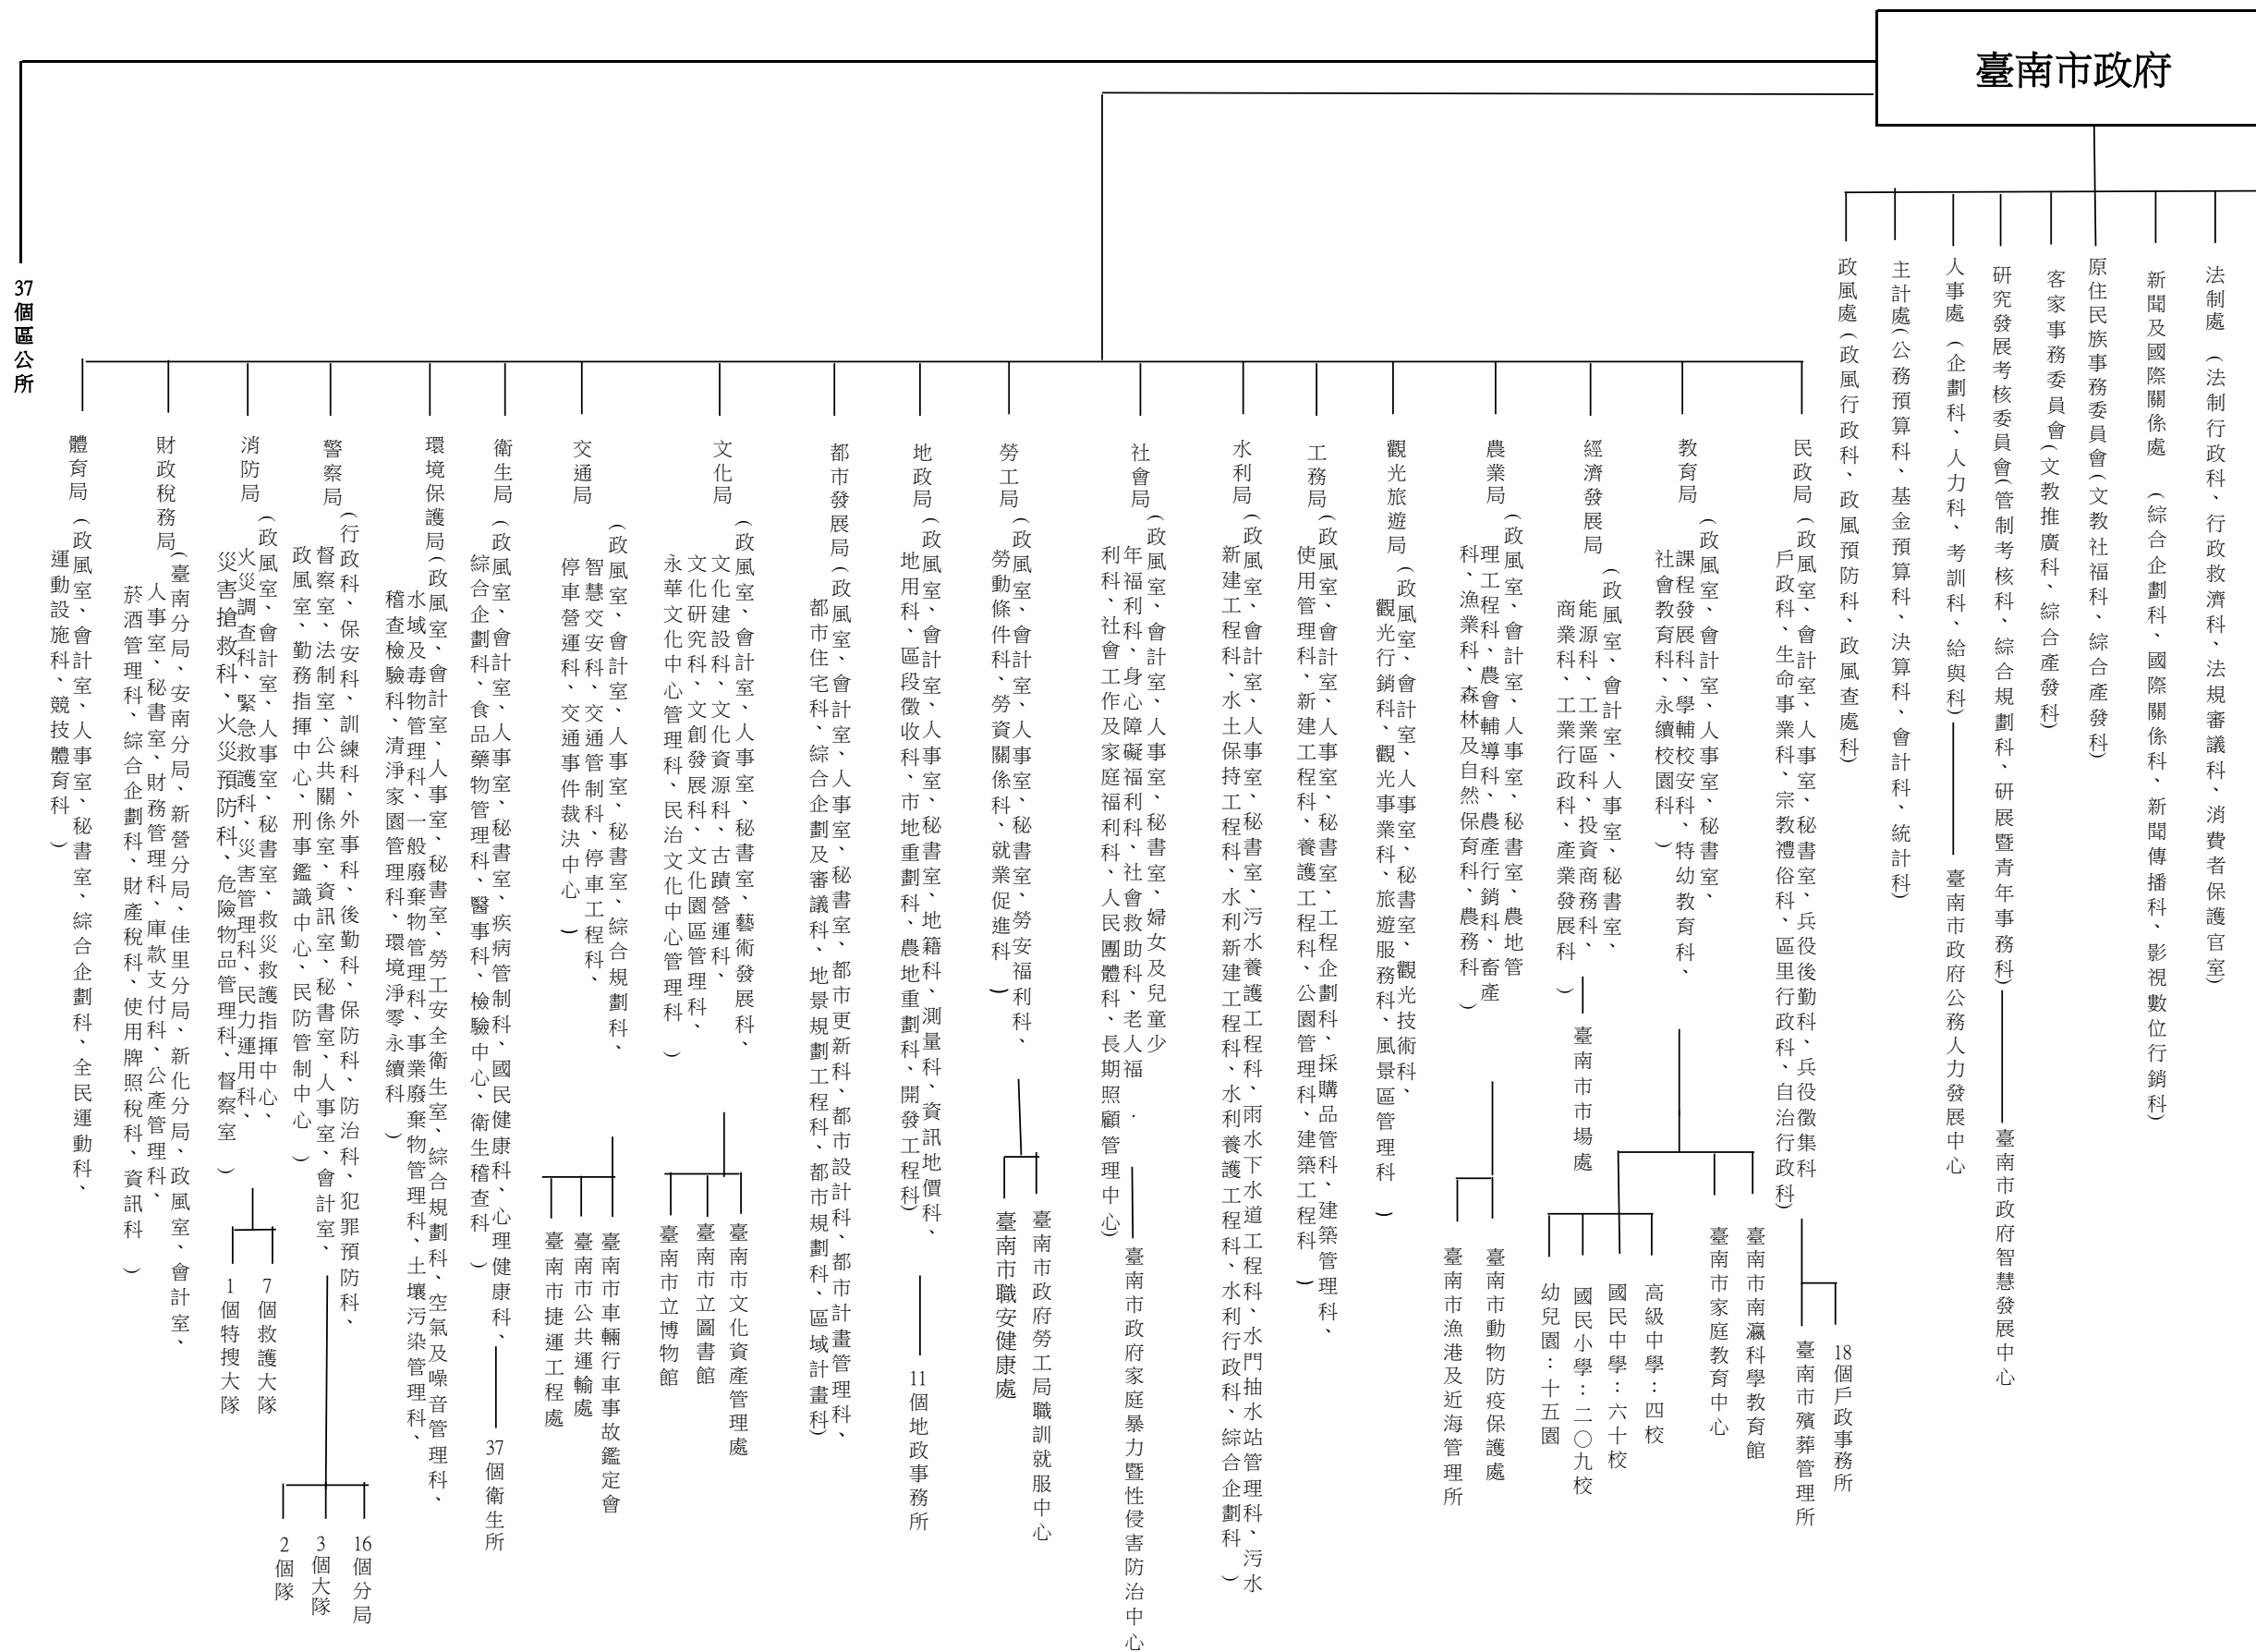 臺南市政府
法制處（法制行政科、行政救濟科、法規審議科、消費者保護官室）
新聞及國際關係處（綜合企劃科、國際關係科、新聞傳播科、影視數位行銷科）
原住民族事務委員會（文教社福科、綜合產發科）
客家事務委員會（文教推廣科、綜合產發科）
研究發展考核委員會（管制考核科、綜合規劃科、研展暨青年事務科）
臺南市政府智慧發展中心
人事處（企劃科、人力科、考訓科、給與科）
臺南市政府公務人力發展中心
主計處（公務預算科、基金預算科、決算科、會計科、統計科）
政風處（政風行政科、政風預防科、政風查處科）
民政局（政風室、會計室、人事室、秘書室、兵役後勤科、兵役徵集科
戶政科、生命事業科、宗教禮俗科、區里行政科、自治行政科）
18個戶政事務所
臺南市殯葬管理所
教育局（政風室、會計室、人事室、秘書室、
課程發展科、學輔校安科、特幼教育科、
社會教育科、永續校園科）
臺南市南瀛科學教育館
臺南市家庭教育中心
高級中學：四校
國民中學：六十校
國民小學：二〇九校
幼兒園：十五園
經濟發展局（政風室、會計室、人事室、秘書室、
能源科、工業區科、投資商務科、
商業科、工業行政科、產業發展科）
臺南市市場處
農業局（政風室、會計室、人事室、秘書室、農地管
理工程科、農會輔導科、農產行銷科、畜產
科、漁業科、森林及自然保育科、農務科）
臺南市動物防疫保護處
臺南市漁港及近海管理所
觀光旅遊局（政風室、會計室、人事室、秘書室、觀光技術科、
觀光行銷科、觀光事業科、旅遊服務科、風景區管理科）
工務局（政風室、會計室、人事室、秘書室、工程企劃科、採購品管科、建築管理科、
使用管理科、新建工程科、養護工程科、公園管理科、建築工程科）
水利局（政風室、會計室、人事室、秘書室、污水養護工程科、雨水下水道工程科、水門抽水站管理科、污水
新建工程科、水土保持工程科、水利新建工程科、水利養護工程科、水利行政科、綜合企劃科）
社會局（政風室、會計室、人事室、秘書室、婦女及兒童少
年福利科、身心障礙福利科、社會救助科、老人福
利科、社會工作及家庭福利科、人民團體科、長期照顧管理中心）
臺南市政府家庭暴力暨性侵害防治中心
勞工局（政風室、會計室、人事室、秘書室、勞安福利科、
勞動條件科、勞資關係科、就業促進科）
臺南市政府勞工局職訓就服中心
臺南市職安健康處
地政局（政風室、會計室、人事室、秘書室、地籍科、測量科、資訊地價科、
地用科、區段徵收科、市地重劃科、農地重劃科、開發工程科）
11個地政事務所
都市發展局（政風室、會計室、人事室、秘書室、都市更新科、都市設計科、都市計畫管理科、
都市住宅科、綜合企劃及審議科、地景規劃工程科、都市規劃科、區域計畫科）
文化局（政風室、會計室、人事室、秘書室、藝術發展科、
文化建設科、文化資源科、古蹟營運科、
文化研究科、文創發展科、文化園區管理科、
永華文化中心管理科、民治文化中心管理科）
臺南市文化資產管理處
臺南市立圖書館
臺南市立博物館
交通局（政風室、會計室、人事室、秘書室、綜合規劃科、
智慧交安科、交通管制科、停車工程科、
停車營運科、交通事件裁決中心）
臺南市車輛行車事故鑑定會
臺南市公共運輸處
臺南市捷運工程處
衛生局（政風室、會計室、人事室、秘書室、疾病管制科、國民健康科、心理健康科、
綜合企劃科、食品藥物管理科、醫事科、檢驗中心、衛生稽查科）
37個衛生所
環境保護局（政風室、會計室、人事室、秘書室、勞工安全衛生室、綜合規劃科、空氣及噪音管理科、
水域及毒物管理科、一般廢棄物管理科、事業廢棄物管理科、土壤污染管理科、
稽查檢驗科、清淨家園管理科、環境淨零永續科）
警察局（行政科、保安科、訓練科、外事科、後勤科、保防科、防治科、犯罪預防科、
督察室、法制室、公共關係室、資訊室、秘書室、人事室、會計室、
政風室、勤務指揮中心、刑事鑑識中心、民防管制中心）
16個分局
3個大隊
2個隊
消防局（政風室、會計室、人事室、秘書室、救災救護指揮中心、
火災調查科、緊急救護科、災害管理科、民力運用科、
災害搶救科、火災預防科、危險物品管理科、督察室）
7個救護大隊
1個特搜大隊
財政稅務局（臺南分局、安南分局、新營分局、佳里分局、新化分局、政風室、會計室、
人事室、秘書室、財務管理科、庫款支付科、公產管理科、
菸酒管理科、綜合企劃科、財產稅科、使用牌照稅科、資訊科）
體育局（政風室、會計室、人事室、秘書室、綜合企劃科、全民運動科、
運動設施科、競技體育科）
37個區公所